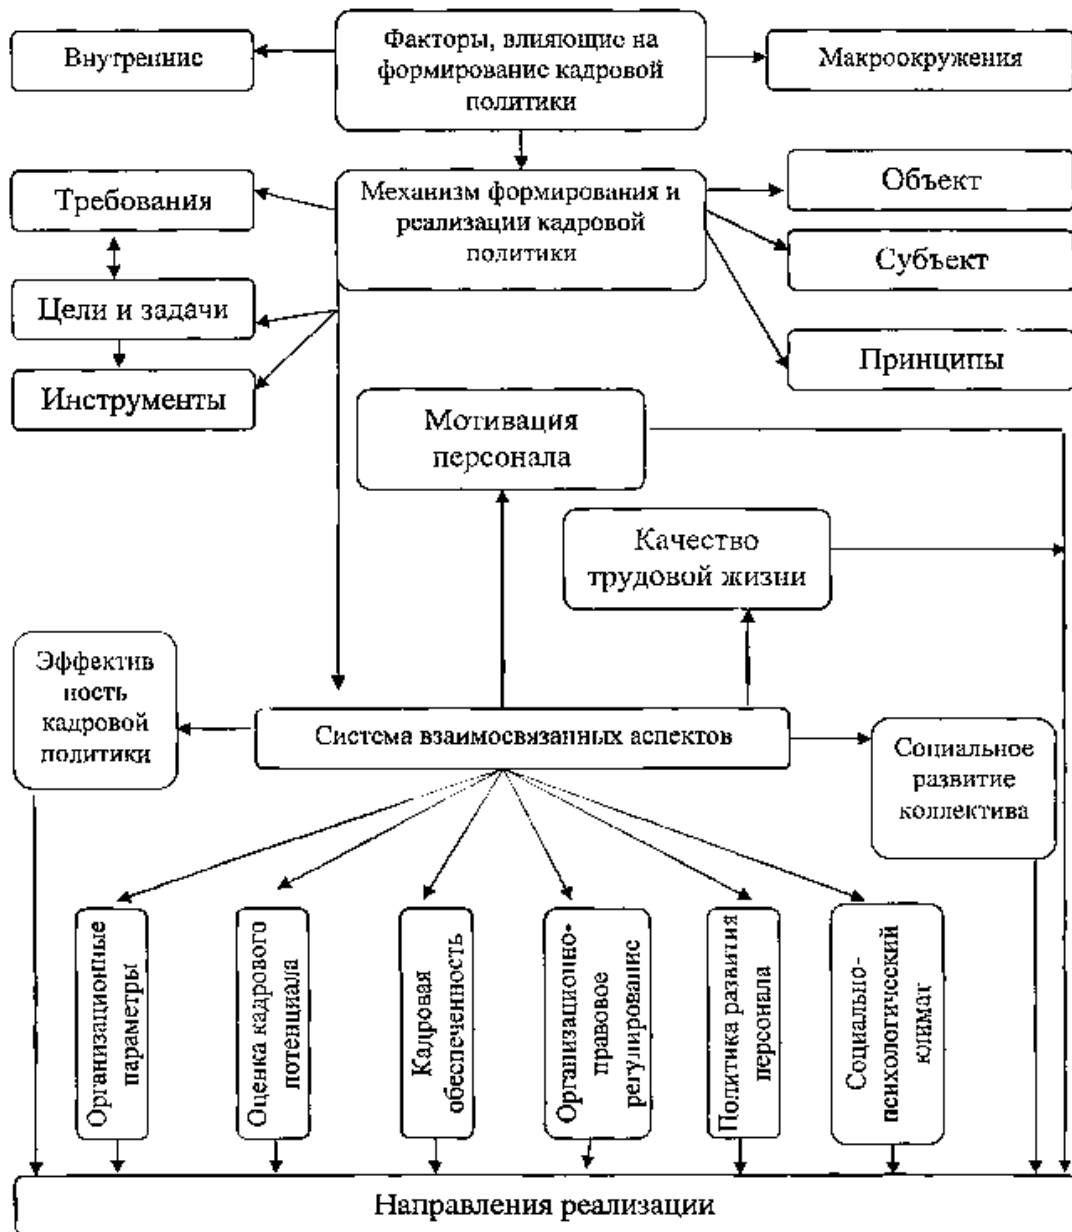 Внутренние
Факторы, влияющие на
формирование кадровой
политики
Макроокружения
Требования
Механизм формирования и
реализации кадровой
политики
Объект
Субъект
Цели и задачи
Принципы
Инструменты
Мотивация
персонала
Качество
трудовой жизни
Эффектив
ность
кадровой
политики
Система взаимосвязанных аспектов
Социальное
развитие
коллектива
Организационные
параметры
Оценка кадрового
потенциала
Кадровая
обеспеченность
Организационно-
правовое
регулирование
Политика развития
персонала
Социально-
психологический
климат
Направления реализации